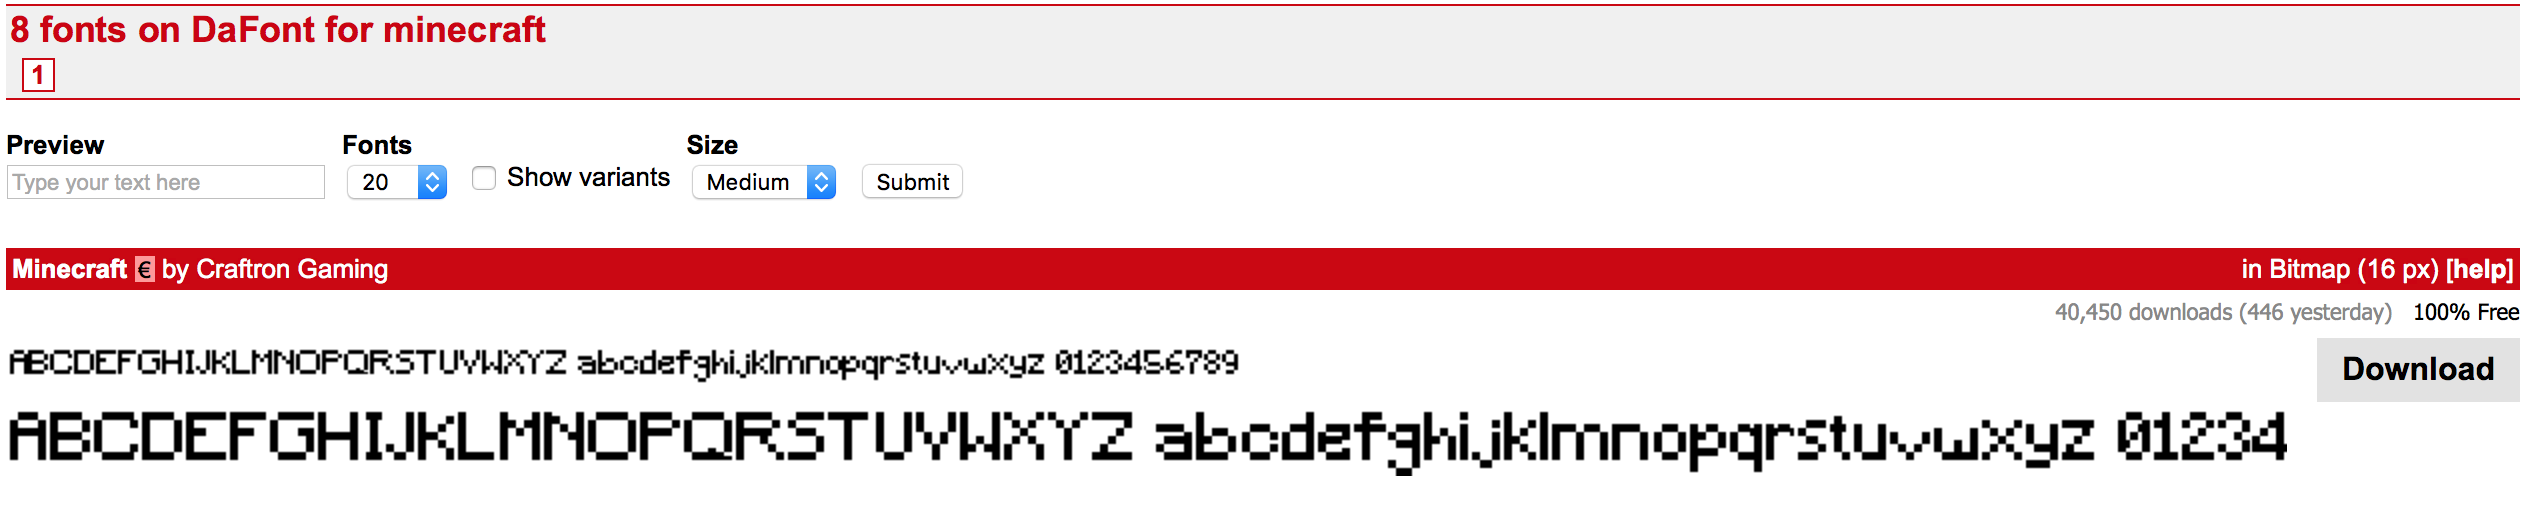 8 fonts on DaFont for minecraft
1
Preview Fonts Size
Type your text here 20 Show variants Medium Submit
Minecraft € by Craftron Gaming in Bitmap (16 px) [help]
40,450 downloads (446 yesterday) 100% Free
ABCDEFGHIJKLMNOPQRSTUVWXYZ abcdefghijklmnopqrstuvwxyz 0123456789
Download
ABCDEFGHIJKLMNOPQRSTUVWXYZ abcdefghijklmnopqrstuvwxyz 01234